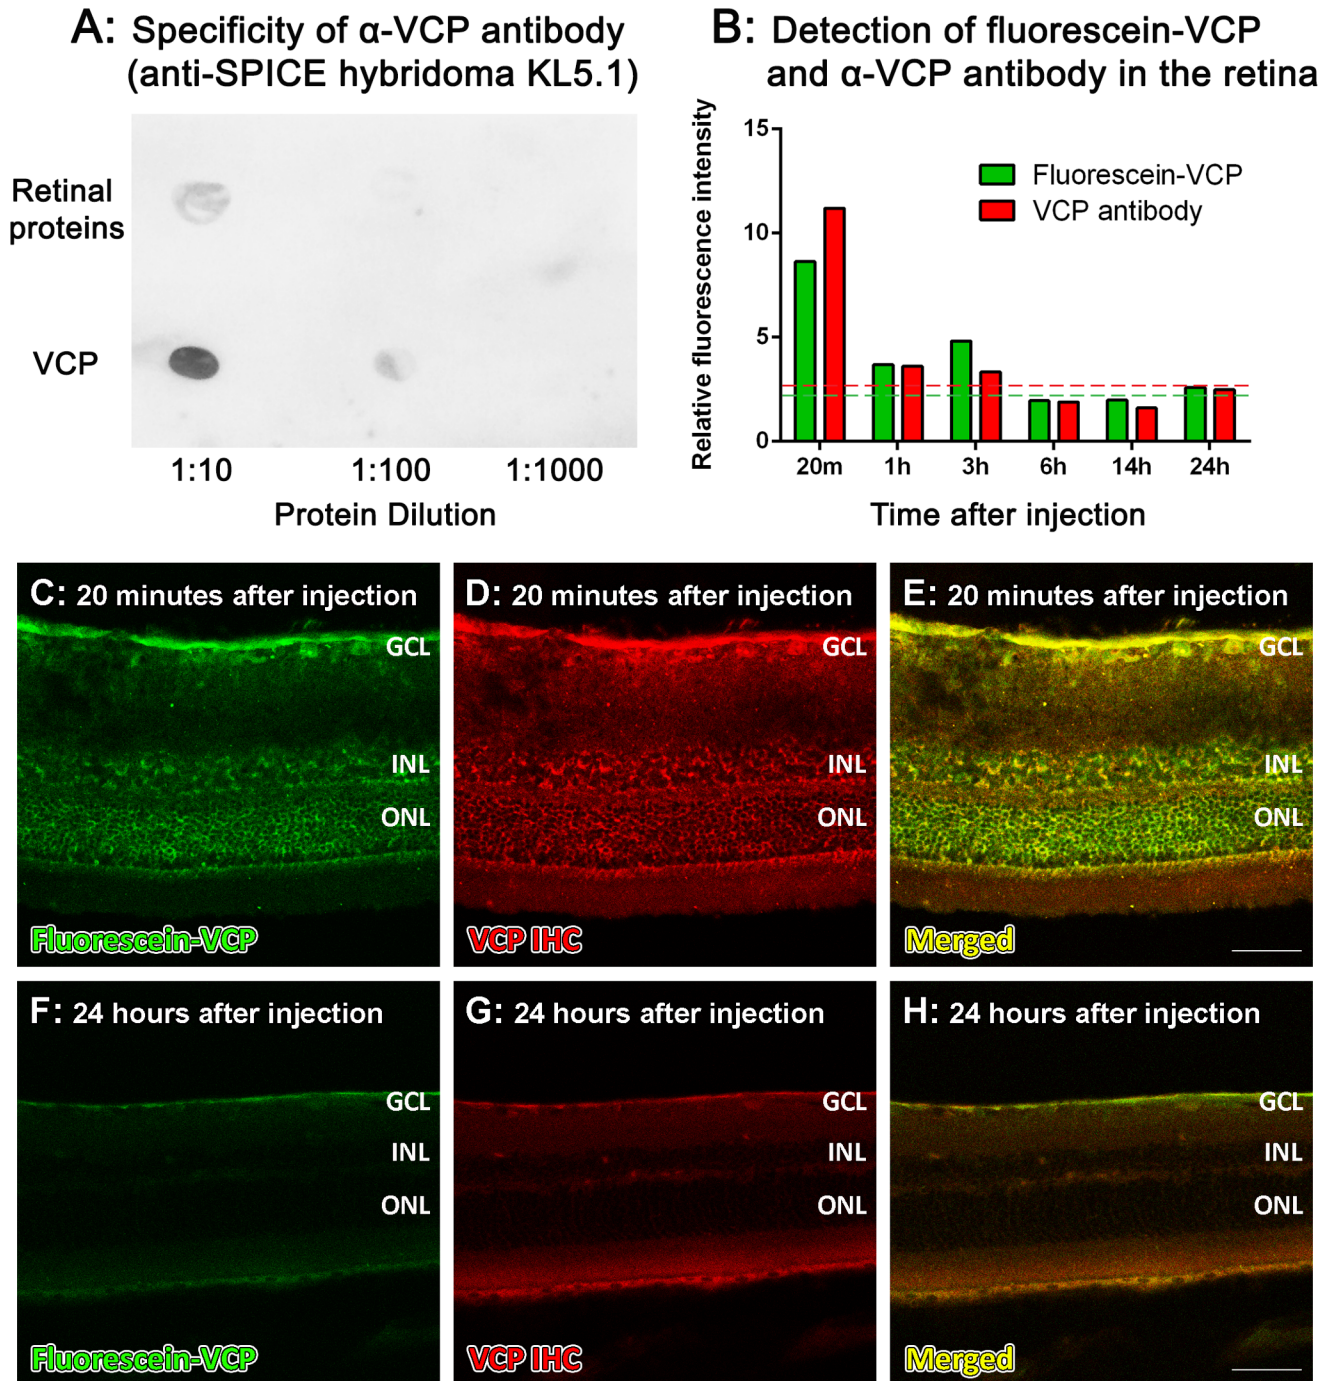 A: Specificity of α-VCP antibody
(anti-SPICE hybridoma KL5.1)
Retinal
proteins
VCP
1:10 1:100 1:1000
Protein Dilution
B: Detection of fluorescein-VCP
and α-VCP antibody in the retina
Relative fluorescence intensity
15
10
5
0
Fluorescein-VCP
VCP antibody
20m 1h 3h 6h 14h 24h
Time after injection
C: 20 minutes after injection
GCL
INL
ONL
Fluorescein-VCP
D: 20 minutes after injection
GCL
INL
ONL
VCP IHC
E: 20 minutes after injection
GCL
INL
ONL
Merged
F: 24 hours after injection
GCL
INL
ONL
Fluorescein-VCP
G: 24 hours after injection
GCL
INL
ONL
VCP IHC
H: 24 hours after injection
GCL
INL
ONL
Merged